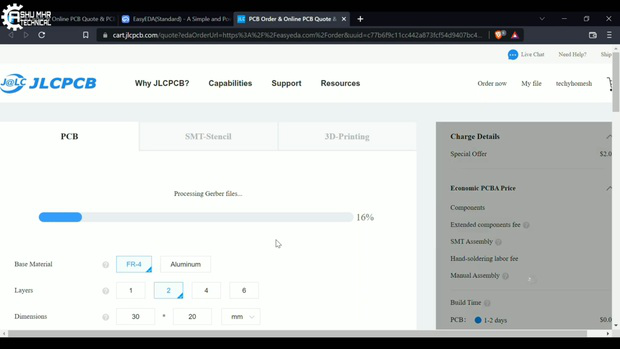 ASHU MHR
TECHNICAL
Online PCB Quote & PC
EasyEDA(Standard) - A Simple and Po
PCB Order & Online PCB Quote &
cart.jlcpcb.com/quote?edaOrderUrl=https%3A%2F%2Feasyeda.com%2Forder&uuid=c77b6f9c11cc442a873fcf54d9407bc4...
Live Chat
Need Help?
Ship
J@LC JLCPCB
Why JLCPCB?
Capabilities
Support
Resources
Order now
My file
techyhomesh
PCB
SMT-Stencil
3D-Printing
Processing Gerber files...
16%
Base Material
FR-4
Aluminum
Layers
1
2
4
6
Dimensions
30
*
20
mm
Charge Details
Special Offer
$2.0
Economic PCBA Price
Components
Extended components fee
SMT Assembly
Hand-soldering labor fee
Manual Assembly
Build Time
PCB:
1-2 days
$0.0